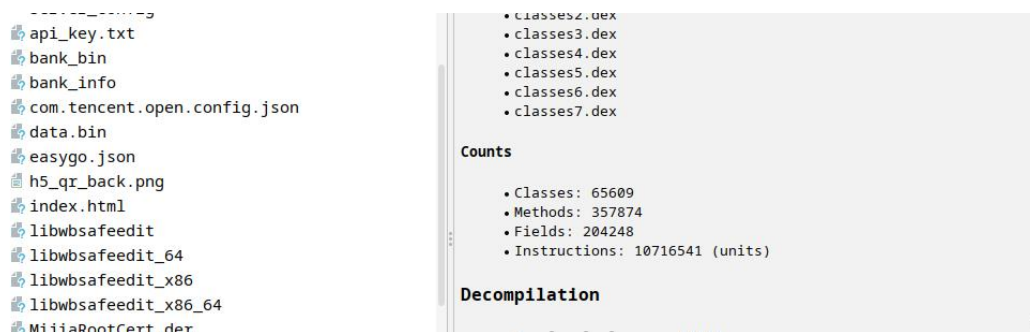 api_key.txt
bank_bin
bank_info
com.tencent.open.config.json
data.bin
easygo.json
h5_qr_back.png
index.html
libwbsafeedit
libwbsafeedit_64
libwbsafeedit_x86
libwbsafeedit_x86_64
MijiaRootCert.der
• classes2.dex
• classes3.dex
• classes4.dex
• classes5.dex
• classes6.dex
• classes7.dex
Counts
• Classes: 65609
• Methods: 357874
• Fields: 204248
• Instructions: 10716541 (units)
Decompilation